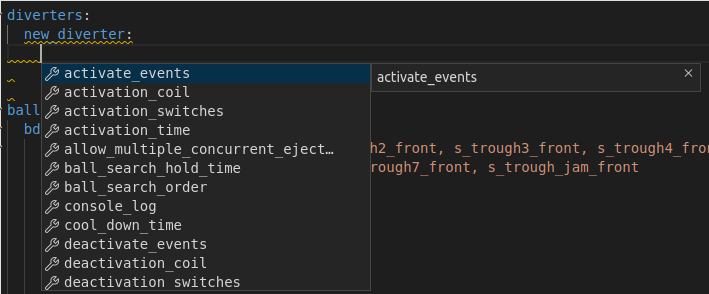 diverters:
new_diverter:
activate_events
activate_events
activation_coil
activation_switches
activation_time
allow_multiple_concurrent_eject…
ball_search_hold_time
ball_search_order
console_log
cool_down_time
deactivate_events
deactivation_coil
deactivation_switches
ball
bd
h2_front, s_trough3_front, s_trough4_fro
rough7_front, s_trough_jam_front